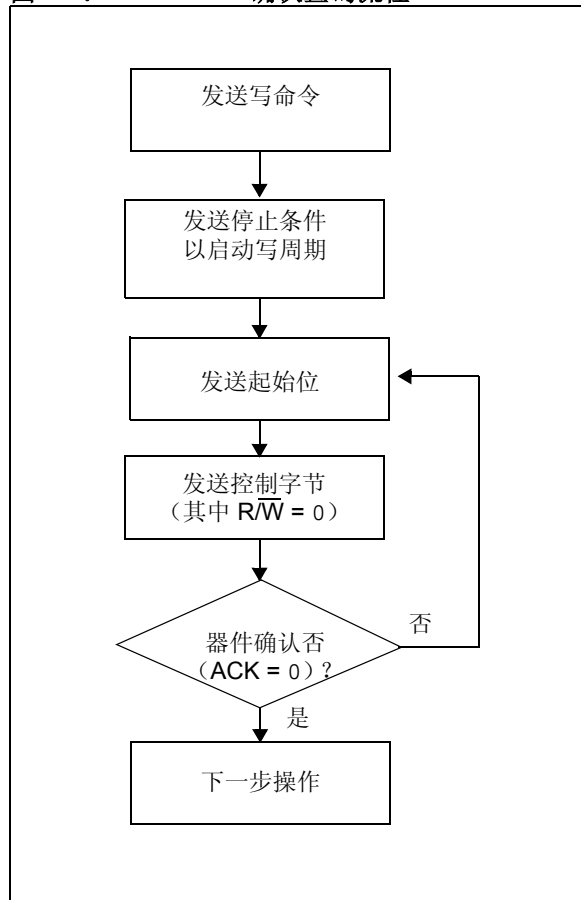 发送写命令
发送停止条件
以启动写周期
发送起始位
发送控制字节
（其中 R/W̅ = 0）
器件确认否
（ACK = 0）？
否
是
下一步操作